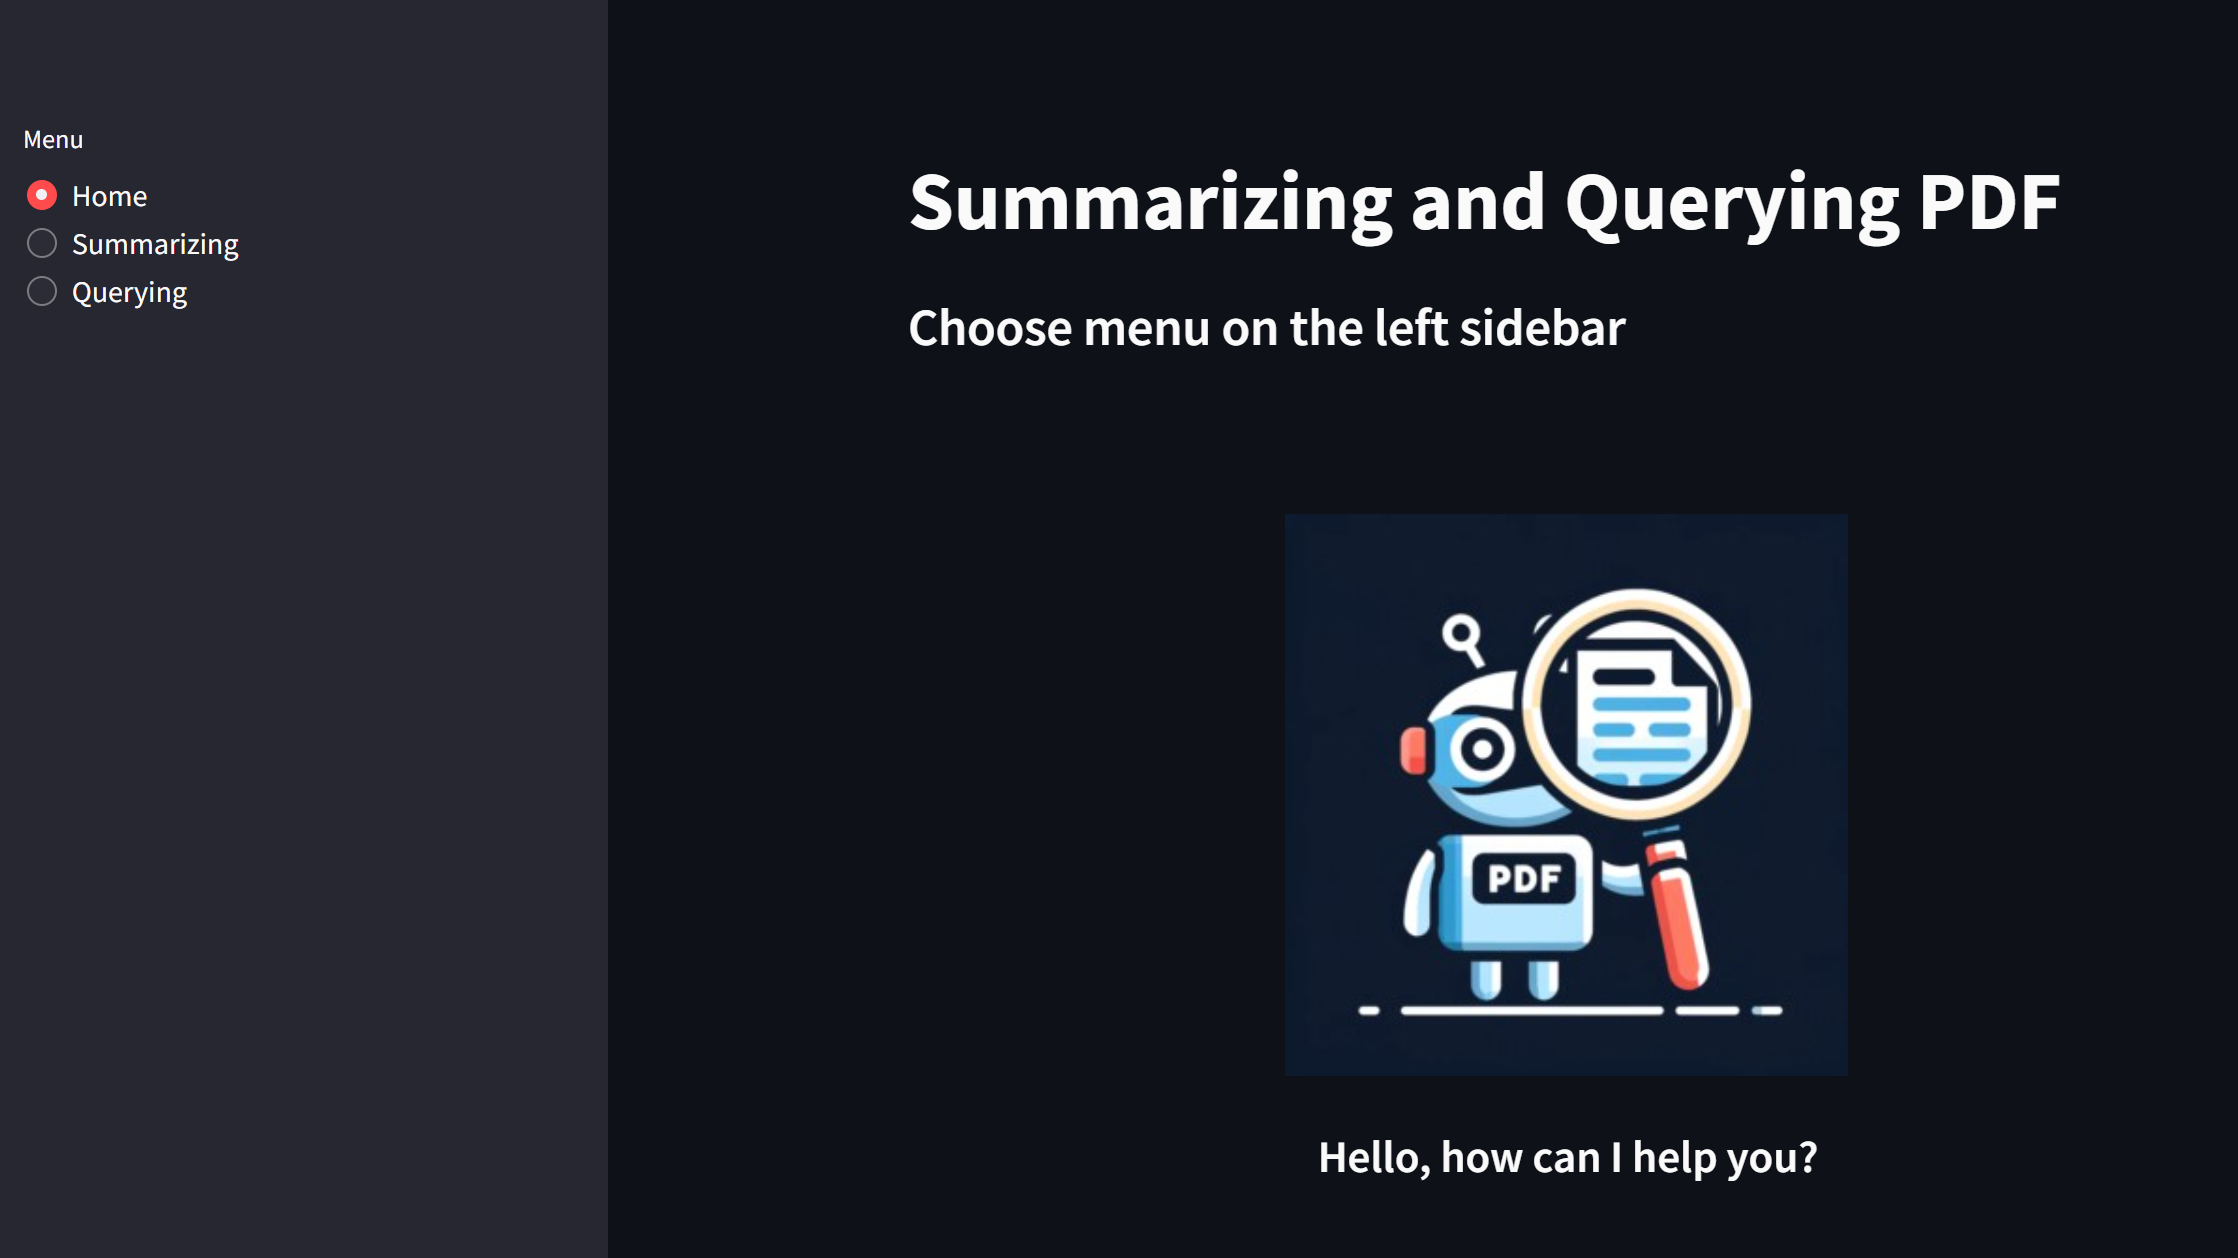 Menu
Home
Summarizing
Querying
Summarizing and Querying PDF
Choose menu on the left sidebar
PDF
Hello, how can I help you?